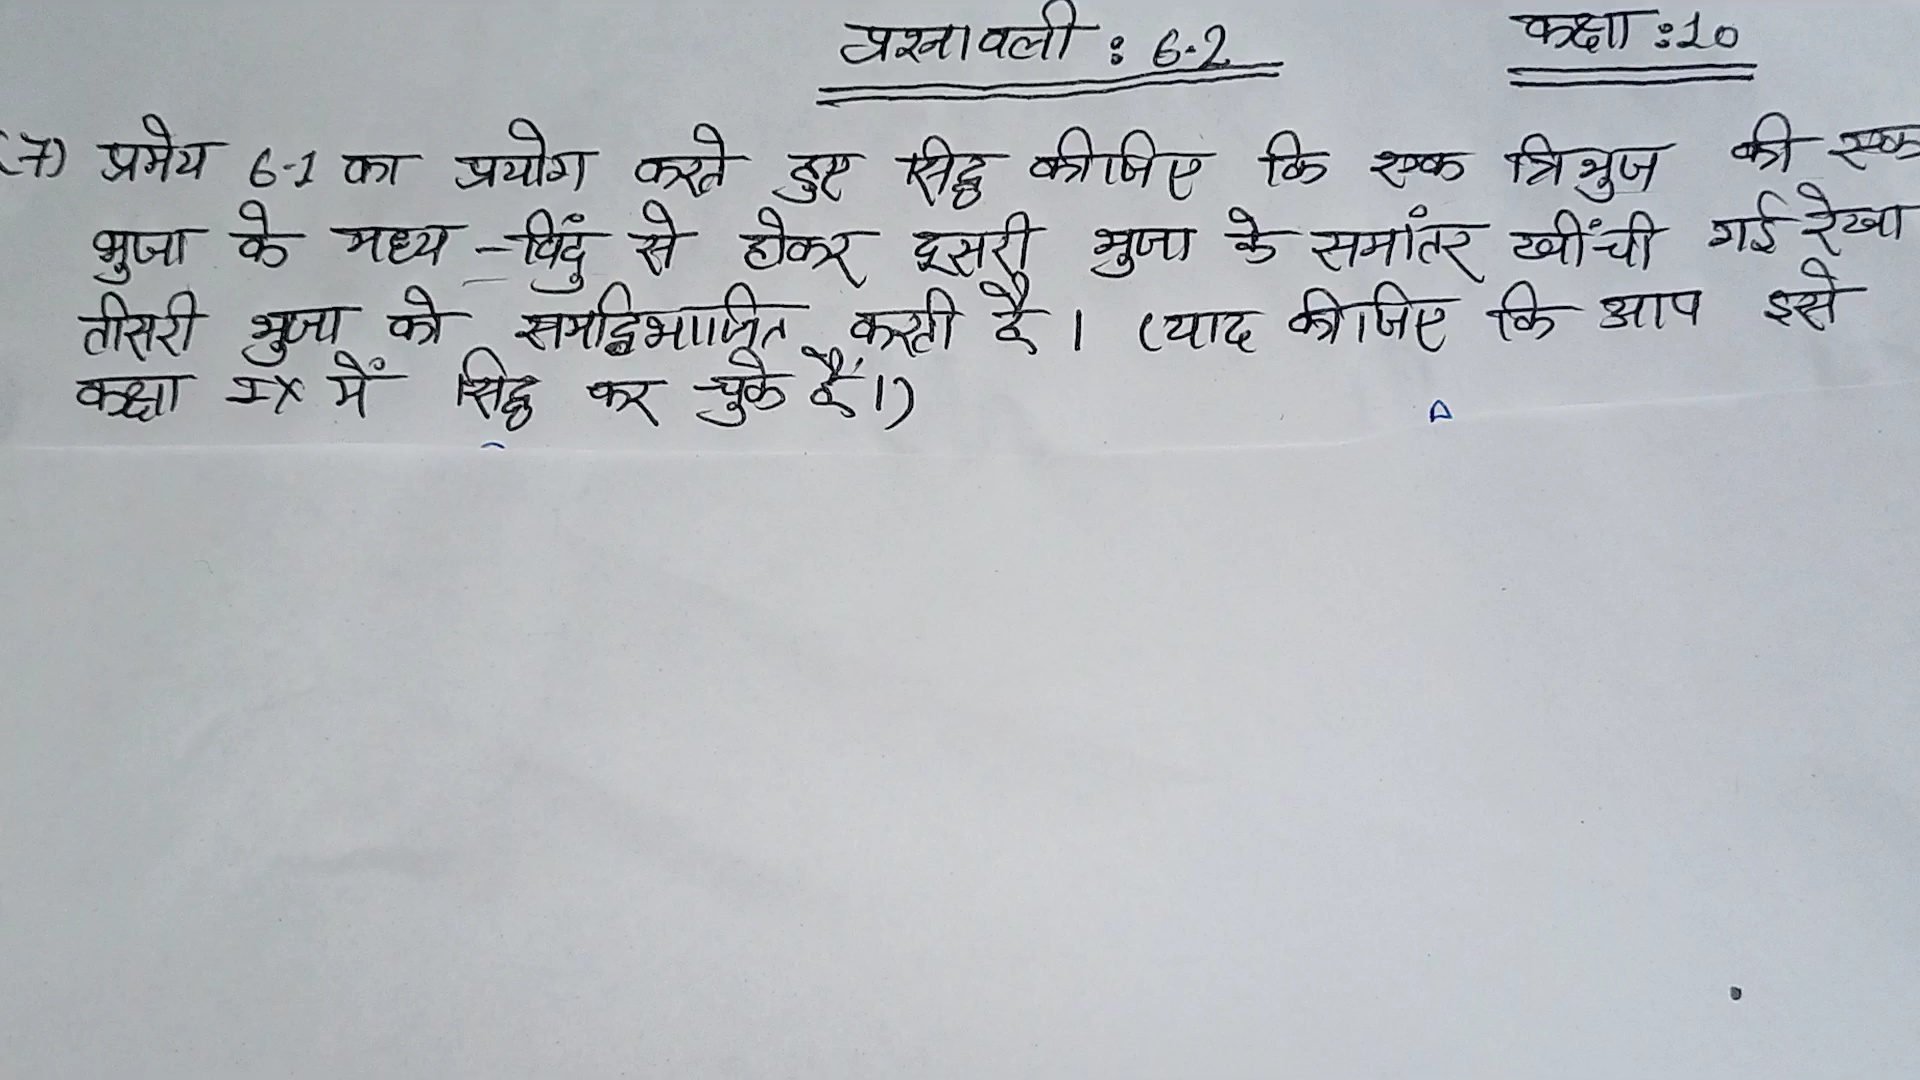 प्रश्नावली : 6.2 कक्षा : 10
(7) प्रमेय 6.1 का प्रयोग करते हुए सिद्ध कीजिए कि एक त्रिभुज की एक
भुजा के मध्य-बिंदु से होकर दूसरी भुजा के समांतर खींची गई रेखा
तीसरी भुजा को समद्विभाजित करती है। (याद कीजिए कि आप इसे
कक्षा IX में सिद्ध कर चुके हैं।)